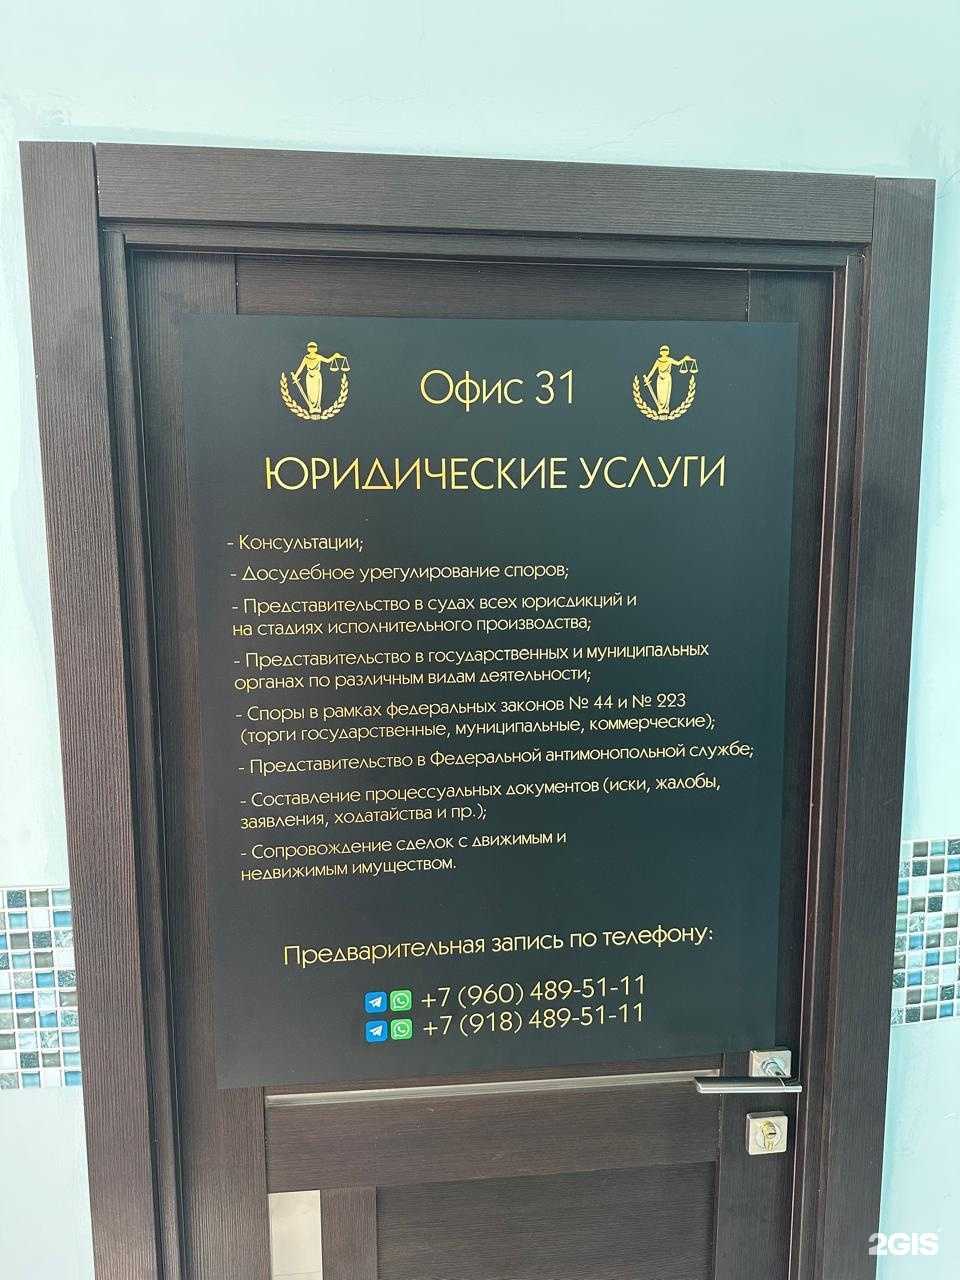 Офис 31
ЮРИДИЧЕСКИЕ УСЛУГИ
- Консультации;
- Досудебное урегулирование споров;
- Представительство в судах всех юрисдикций и
на стадиях исполнительного производства;
- Представительство в государственных и муниципальных
органах по различным видам деятельности;
- Споры в рамках федеральных законов № 44 и № 223
(торги государственные, муниципальные, коммерческие);
- Представительство в Федеральной антимонопольной службе;
- Составление процессуальных документов (иски, жалобы,
заявления, ходатайства и пр.);
- Сопровождение сделок с движимым и
недвижимым имуществом.
Предварительная запись по телефону:
+7 (960) 489-51-11
+7 (918) 489-51-11
2GIS